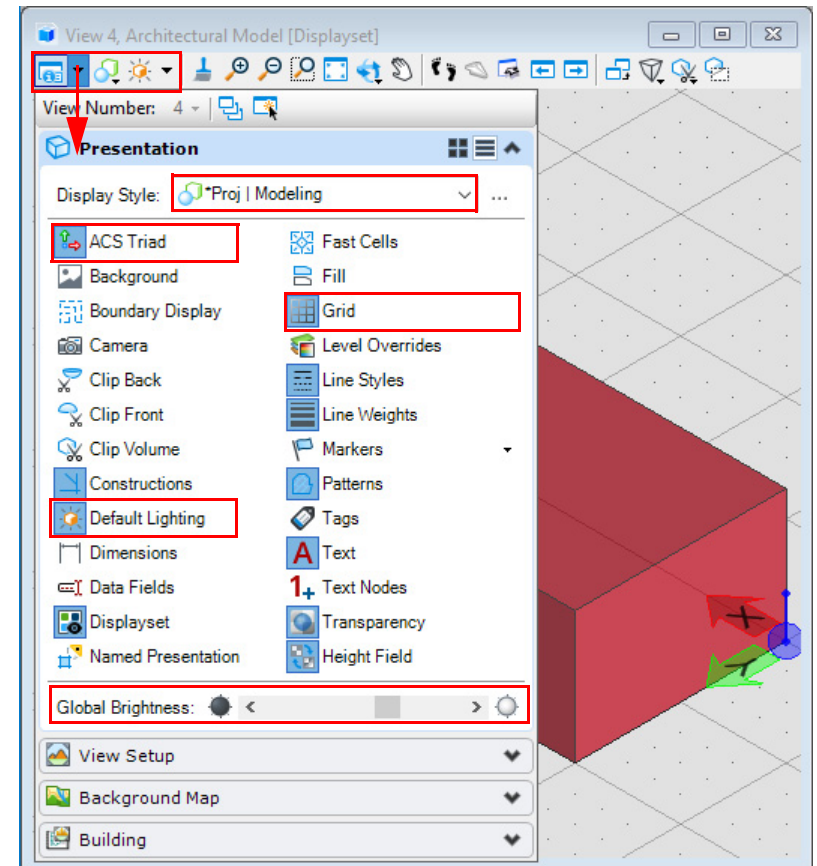 View 4, Architectural Model [Displayset]
View Number: 4
Presentation
Display Style: *Proj | Modeling ...
ACS Triad Fast Cells
Background Fill
Boundary Display Grid
Camera Level Overrides
Clip Back Line Styles
Clip Front Line Weights
Clip Volume Markers
Constructions Patterns
Default Lighting Tags
Dimensions Text
Data Fields Text Nodes
Displayset Transparency
Named Presentation Height Field
Global Brightness:
View Setup
Background Map
Building
X
Y